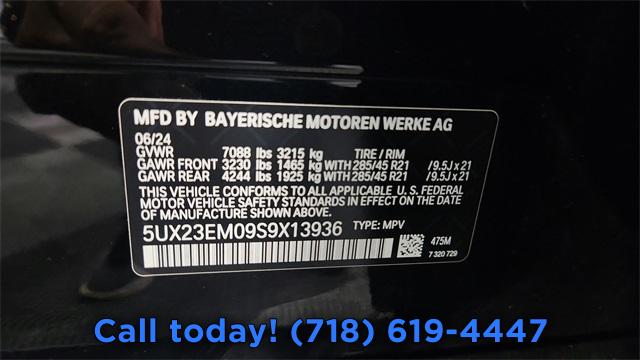 MFD BY BAYERISCHE MOTOREN WERKE AG
06/24
GVWR 7088 lbs 3215 kg TIRE / RIM
GAWR FRONT 3230 lbs 1465 kg WITH 285/45 R21 /9.5J x 21
GAWR REAR 4244 lbs 1925 kg WITH 285/45 R21 /9.5J x 21
THIS VEHICLE CONFORMS TO ALL APPLICABLE U.S. FEDERAL
MOTOR VEHICLE SAFETY STANDARDS IN EFFECT ON THE DATE OF
MANUFACTURE SHOWN ABOVE.
5UX23EM09S9X13936 TYPE: MPV
475M
7 320 729
Call today! (718) 619-4447